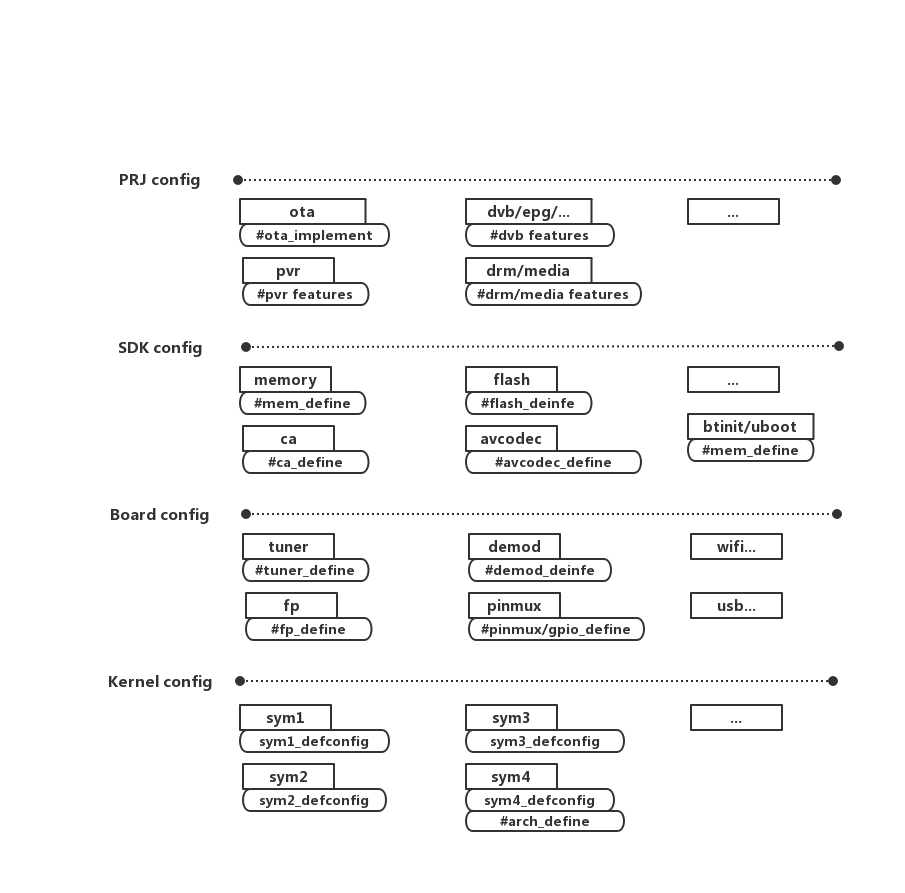 PRJ config
ota
dvb/epg/...
...
#ota_implement
#dvb features
pvr
drm/media
#pvr features
#drm/media features
SDK config
memory
flash
...
#mem_define
#flash_deinfe
ca
avcodec
btinit/uboot
#ca_define
#avcodec_define
#mem_define
Board config
tuner
demod
wifi...
#tuner_define
#demod_deinfe
fp
pinmux
usb...
#fp_define
#pinmux/gpio_define
Kernel config
sym1
sym3
...
sym1_defconfig
sym3_defconfig
sym2
sym4
sym2_defconfig
sym4_defconfig
#arch_define